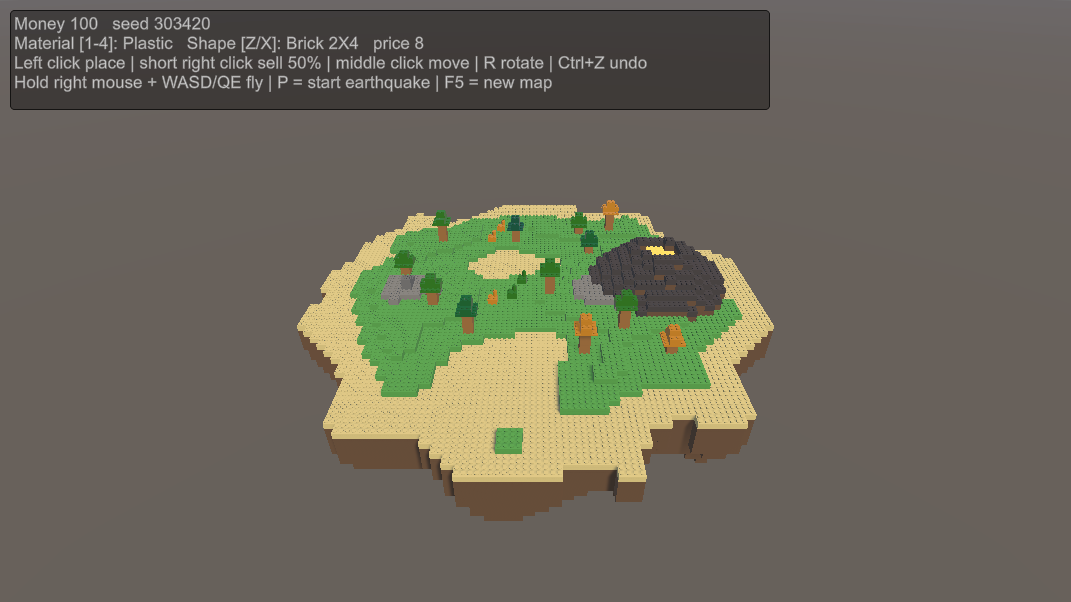 Money 100   seed 303420
Material [1-4]: Plastic   Shape [Z/X]: Brick 2X4   price 8
Left click place | short right click sell 50% | middle click move | R rotate | Ctrl+Z undo
Hold right mouse + WASD/QE fly | P = start earthquake | F5 = new map